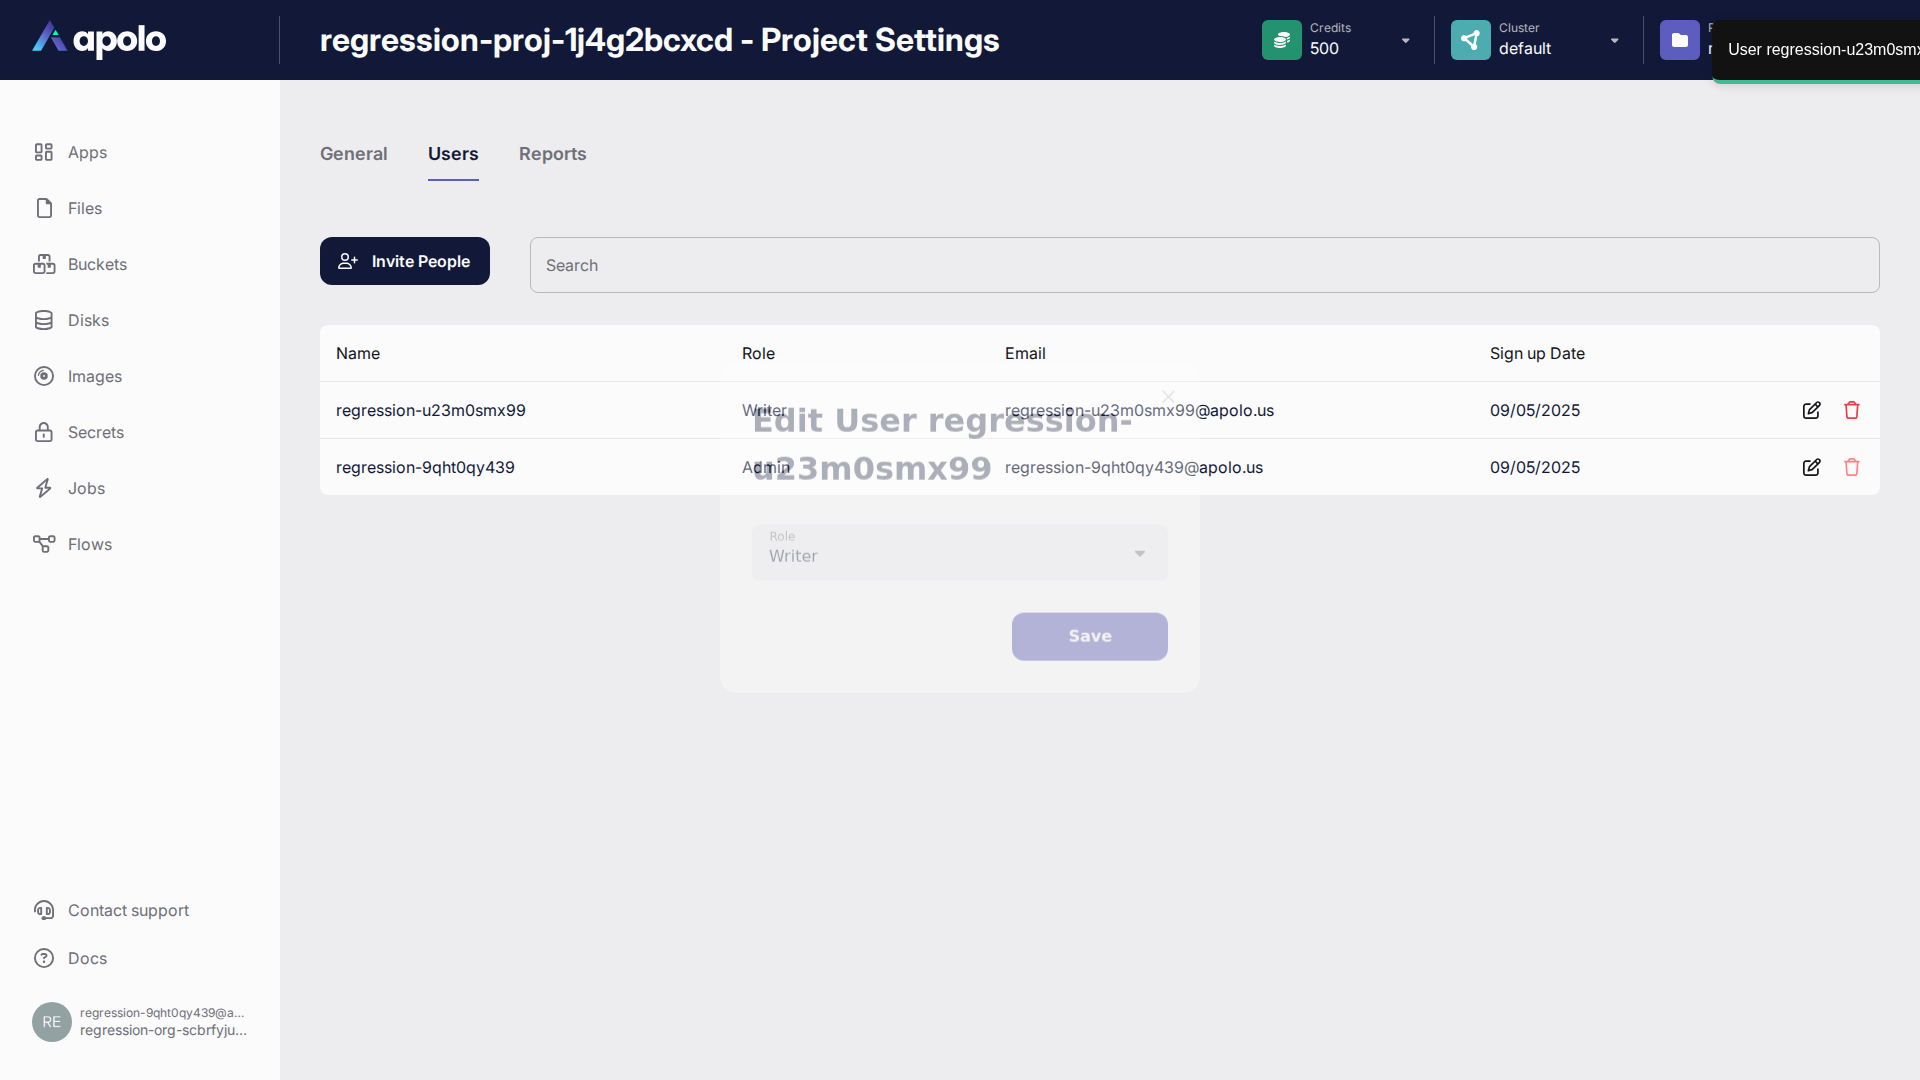 apolo
regression-proj-1j4g2bcxcd - Project Settings
Credits
500
Cluster
default
User regression-u23m0smx
Apps
Files
Buckets
Disks
Images
Secrets
Jobs
Flows
General
Users
Reports
Invite People
Search
Name Role Email Sign up Date
regression-u23m0smx99 Writer regression-u23m0smx99@apolo.us 09/05/2025
regression-9qht0qy439 Admin regression-9qht0qy439@apolo.us 09/05/2025
Edit User regression-
u23m0smx99
Role
Writer
Save
Contact support
Docs
RE
regression-9qht0qy439@a...
regression-org-scbrfyju...